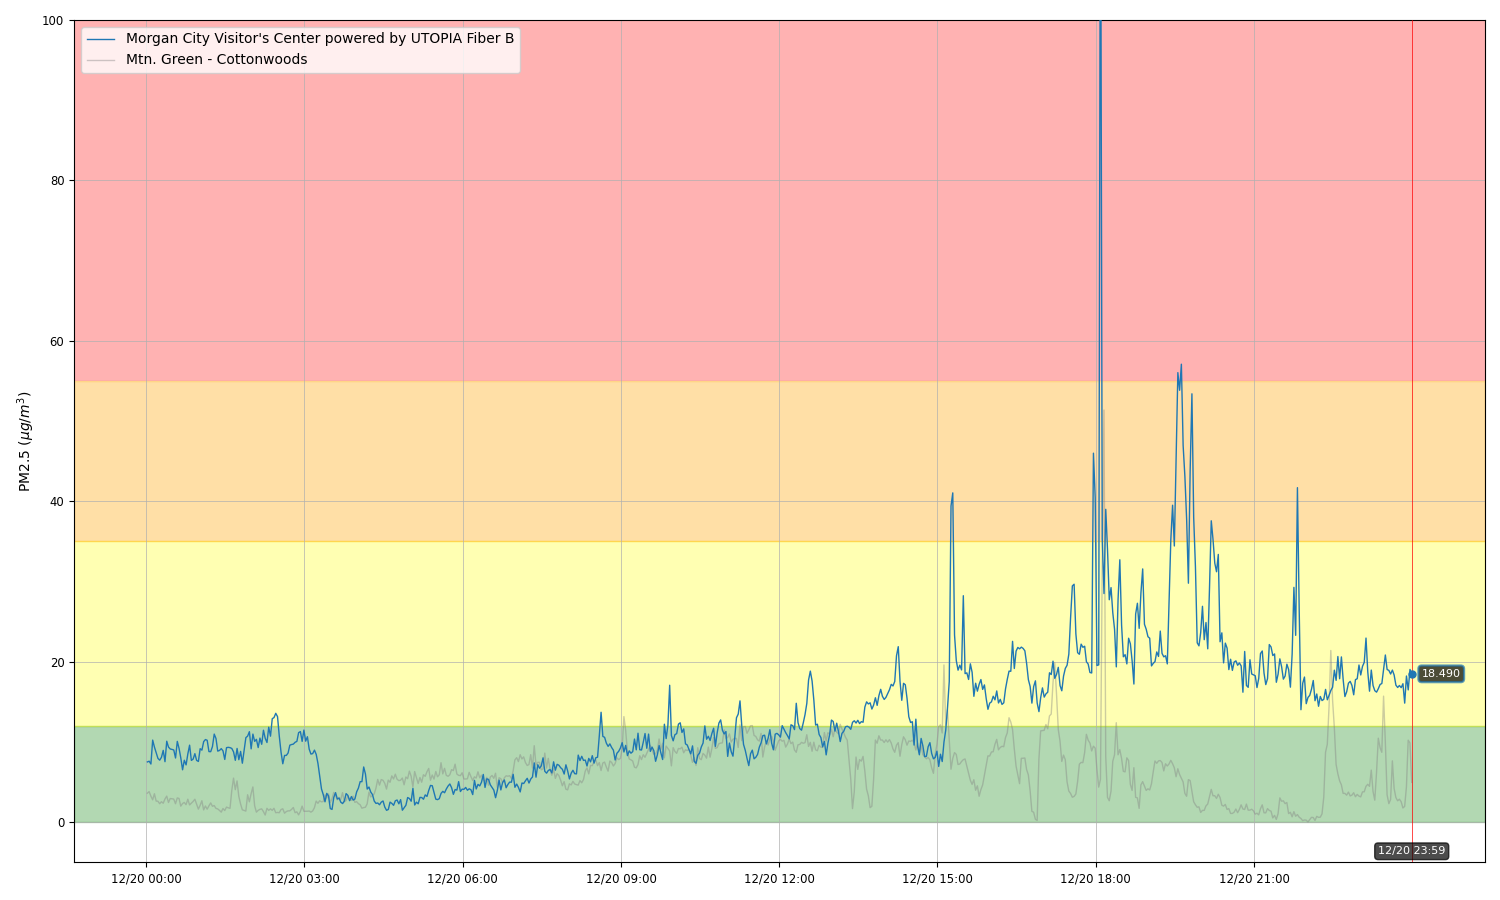 100
Morgan City Visitor's Center powered by UTOPIA Fiber B
Mtn. Green - Cottonwoods
80
60
PM2.5 (μg/m³)
40
20
18.490
0
12/20 23:59
12/20 00:00 12/20 03:00 12/20 06:00 12/20 09:00 12/20 12:00 12/20 15:00 12/20 18:00 12/20 21:00